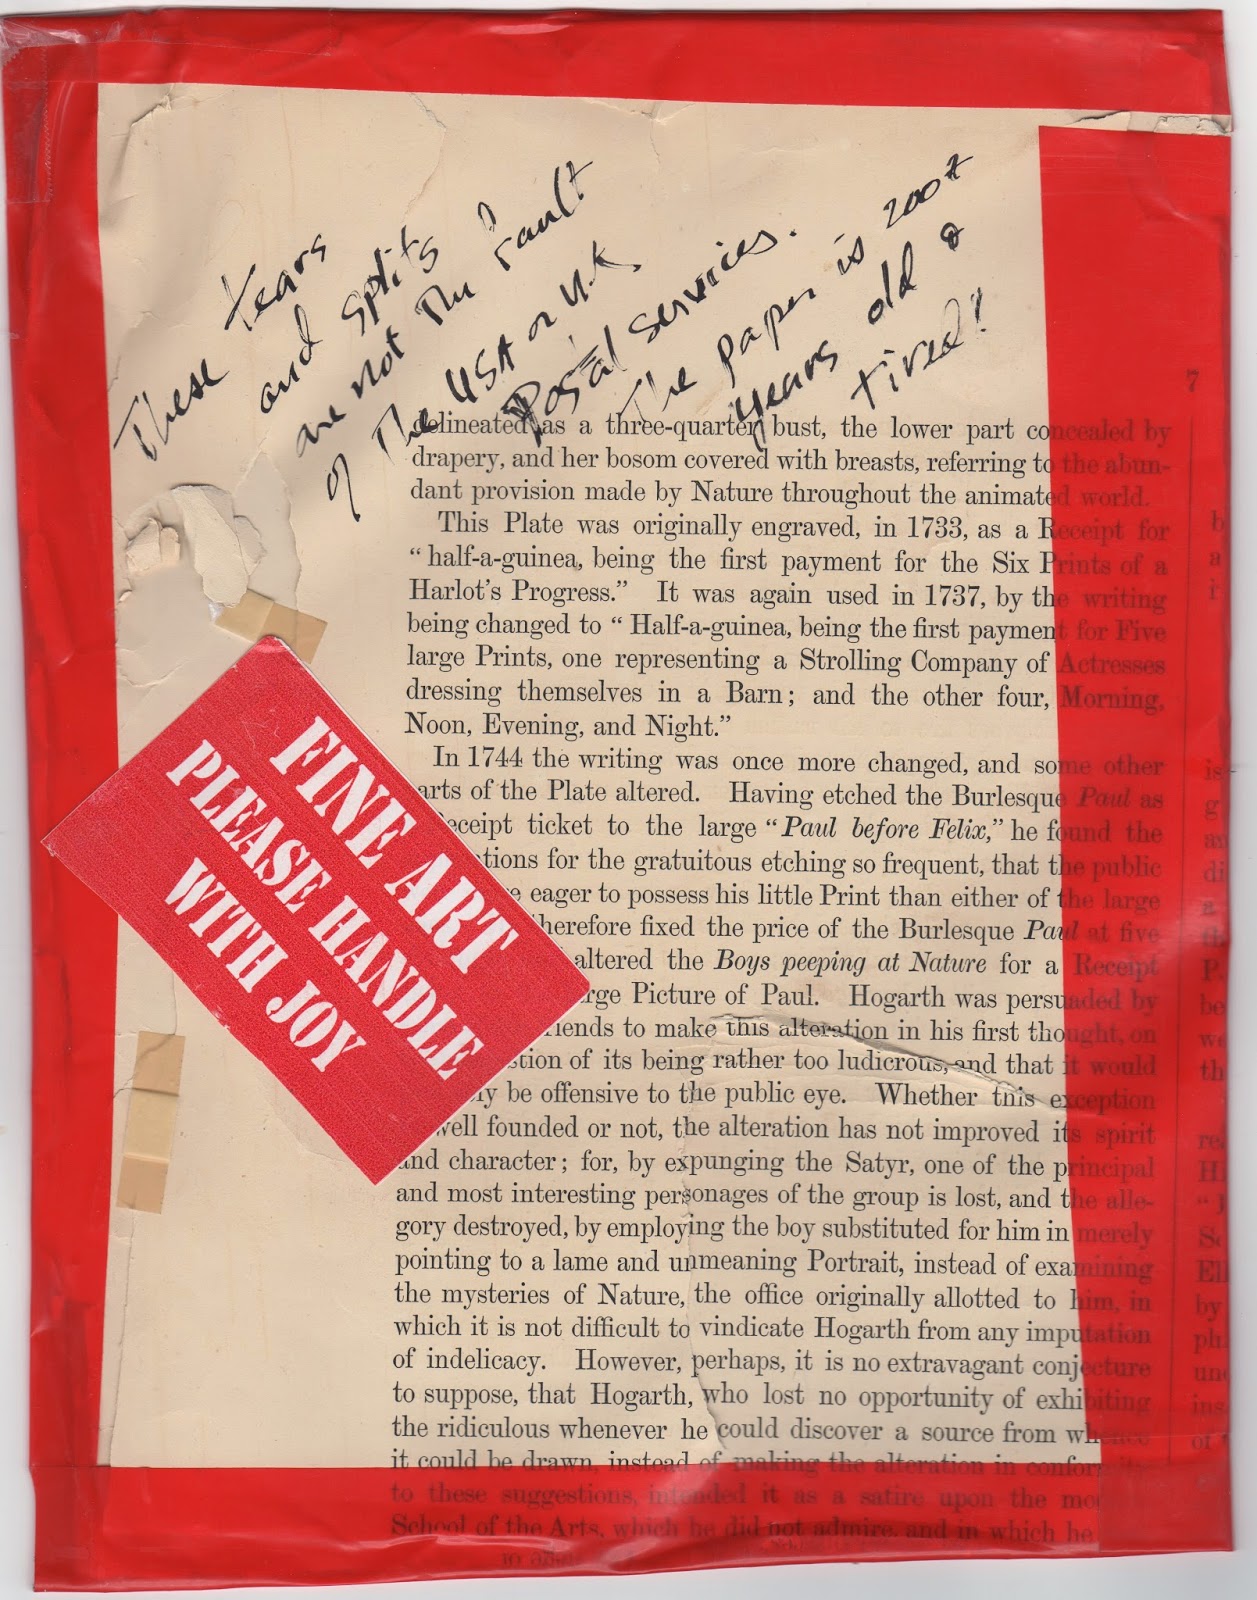 These tears
and splits
are not the fault
of the USA or U.K.
Postal services.
The paper is 200+
years old &
tired!
7
delineated as a three-quarter bust, the lower part concealed by
drapery, and her bosom covered with breasts, referring to the abun-
dant provision made by Nature throughout the animated world.
This Plate was originally engraved, in 1733, as a Receipt for
“half-a-guinea, being the first payment for the Six Prints of a
Harlot’s Progress.” It was again used in 1737, by the writing
being changed to “Half-a-guinea, being the first payment for Five
large Prints, one representing a Strolling Company of Actresses
dressing themselves in a Barn; and the other four, Morning,
Noon, Evening, and Night.”
In 1744 the writing was once more changed, and some other
arts of the Plate altered. Having etched the Burlesque Paul as
eceipt ticket to the large “Paul before Felix,” he found the
tions for the gratuitous etching so frequent, that the public
eager to possess his little Print than either of the large
herefore fixed the price of the Burlesque Paul at five
altered the Boys peeping at Nature for a Receipt
rge Picture of Paul. Hogarth was persuaded by
iends to make this alteration in his first thought, on
stion of its being rather too ludicrous, and that it would
ly be offensive to the public eye. Whether this exception
well founded or not, the alteration has not improved its spirit
and character; for, by expunging the Satyr, one of the principal
and most interesting personages of the group is lost, and the alle-
gory destroyed, by employing the boy substituted for him in merely
pointing to a lame and unmeaning Portrait, instead of examining
the mysteries of Nature, the office originally allotted to him, in
which it is not difficult to vindicate Hogarth from any imputation
of indelicacy. However, perhaps, it is no extravagant conjecture
to suppose, that Hogarth, who lost no opportunity of exhibiting
the ridiculous whenever he could discover a source from whence
it could be drawn, instead of making the alteration in
to these suggestions, intended it as a satire upon the
School of the Arts, which he did not admire, and in which he
FINE ART
PLEASE HANDLE
WITH JOY